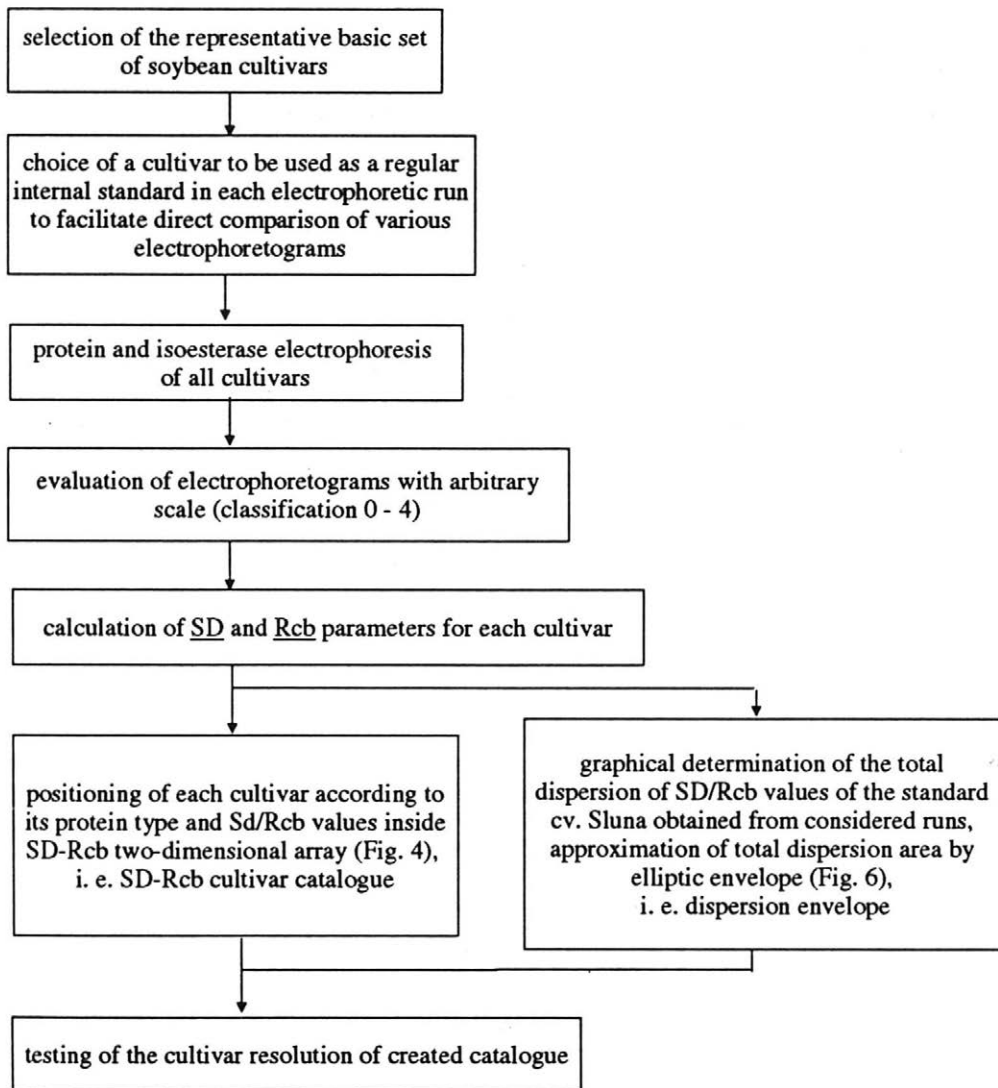 selection of the representative basic set
of soybean cultivars
choice of a cultivar to be used as a regular
internal standard in each electrophoretic run
to facilitate direct comparison of various
electrophoretograms
protein and isoesterase electrophoresis
of all cultivars
evaluation of electrophoretograms with arbitrary
scale (classification 0 - 4)
calculation of SD and Rcb parameters for each cultivar
positioning of each cultivar according to
its protein type and Sd/Rcb values inside
SD-Rcb two-dimensional array (Fig. 4),
i. e. SD-Rcb cultivar catalogue
graphical determination of the total
dispersion of SD/Rcb values of the standard
cv. Sluna obtained from considered runs,
approximation of total dispersion area by
elliptic envelope (Fig. 6),
i. e. dispersion envelope
testing of the cultivar resolution of created catalogue